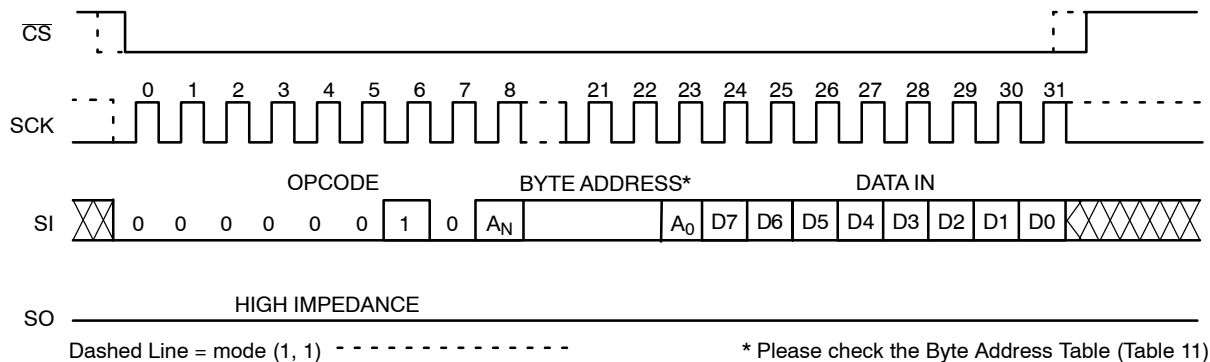 CS
0 1 2 3 4 5 6 7 8 21 22 23 24 25 26 27 28 29 30 31
SCK
OPCODE BYTE ADDRESS* DATA IN
SI 0 0 0 0 0 0 1 0 AN A0 D7 D6 D5 D4 D3 D2 D1 D0
HIGH IMPEDANCE
SO
Dashed Line = mode (1, 1) * Please check the Byte Address Table (Table 11)